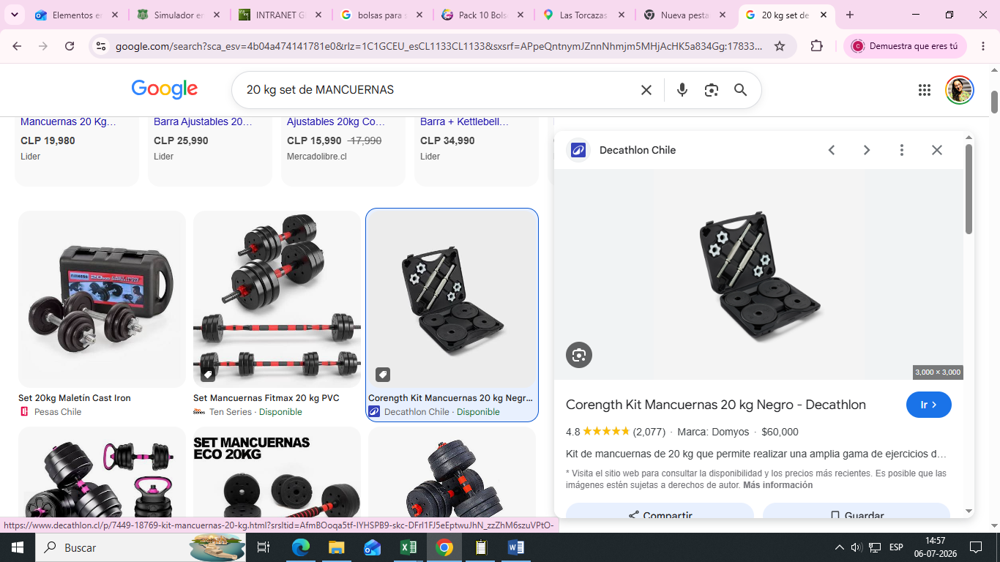 Elementos en
Simulador en
INTRANET G
bolsas para s
Pack 10 Bols
Las Torcazas
Nueva pesta
20 kg set de
google.com/search?sca_esv=4b04a474141781e0&rlz=1C1GCEU_esCL1133CL1133&sxsrf=APpeQntnymJZnnNhmjm5MHjAcHK5a834Gg:17833...
Demuestra que eres tú
Google
20 kg set de MANCUERNAS
Mancuernas 20 Kg…
CLP 19,980
Lider
Barra Ajustables 20…
CLP 25,990
Lider
Ajustables 20kg Co…
CLP 15,990 17,990
Mercadolibre.cl
Barra + Kettlebell…
CLP 34,990
Lider
Set 20kg Maletín Cast Iron
Pesas Chile
Set Mancuernas Fitmax 20 kg PVC
Ten Series · Disponible
Corength Kit Mancuernas 20 kg Negr...
Decathlon Chile · Disponible
SET MANCUERNAS
ECO 20KG
Decathlon Chile
3,000 × 3,000
Corength Kit Mancuernas 20 kg Negro - Decathlon
Ir
4.8 (2,077) · Marca: Domyos · $60,000
Kit de mancuernas de 20 kg que permite realizar una amplia gama de ejercicios d…
* Visita el sitio web para consultar la disponibilidad y los precios más recientes. Es posible que las
imágenes estén sujetas a derechos de autor. Más información
Compartir
Guardar
https://www.decathlon.cl/p/7449-18769-kit-mancuernas-20-kg.html?srsltid=AfmBOoqa5tf-IYHSPB9-skc-DFrl1FJ5eEptwuJhN_zzZhM6szuVPtO-
Buscar
ESP
14:57
06-07-2026